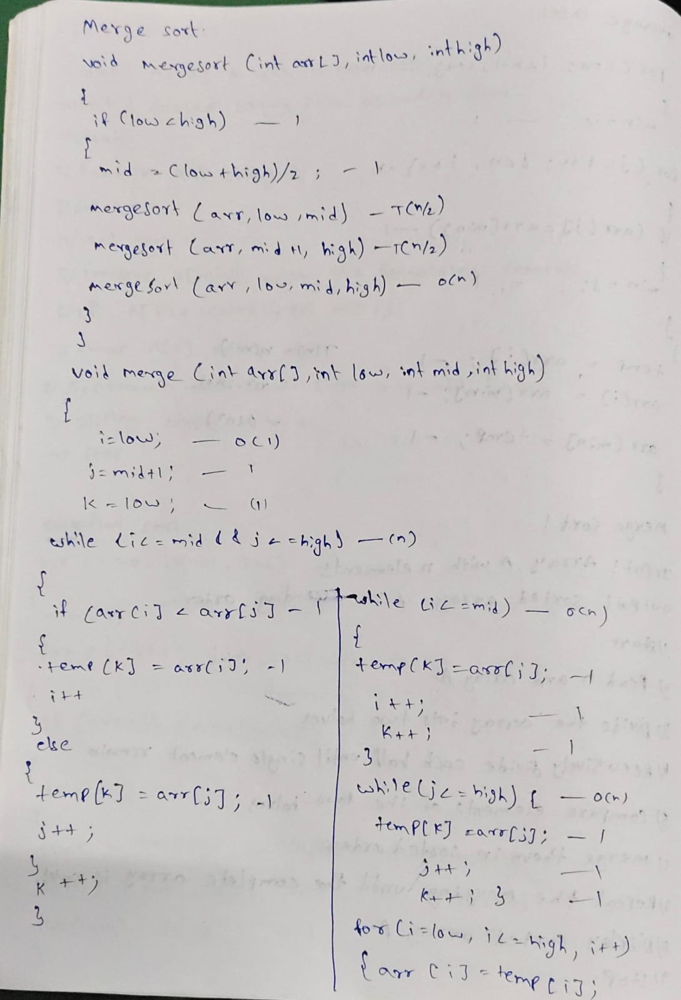 Merge sort:
void mergesort (int arr[], int low, int high)
{
if (low < high) — 1
{
mid = (low + high)/2 ; — 1
mergesort (arr, low, mid) — T(n/2)
mergesort (arr, mid +1, high) — T(n/2)
mergesort (arr, low, mid, high) — o(n)
}
}
void merge (int arr[], int low, int mid, int high)
{
i=low; — o(1)
j=mid+1; — 1
k=low; — (1)
while (i<=mid && j<=high) — (n)
{
if (arr[i] < arr[j] — 1
{
temp[k] = arr[i]; -1
i++
}
else
{
temp[k] = arr[j]; -1
j++;
}
k++;
}
while (i<=mid) — o(n)
{
temp[k]=arr[i]; —1
i++; — 1
k++; — 1
}
while(j<=high) { — o(n)
temp[k]=arr[j]; — 1
j++; —1
k++; } —1
for (i=low, i<=high, i++)
{arr[i]=temp[i];